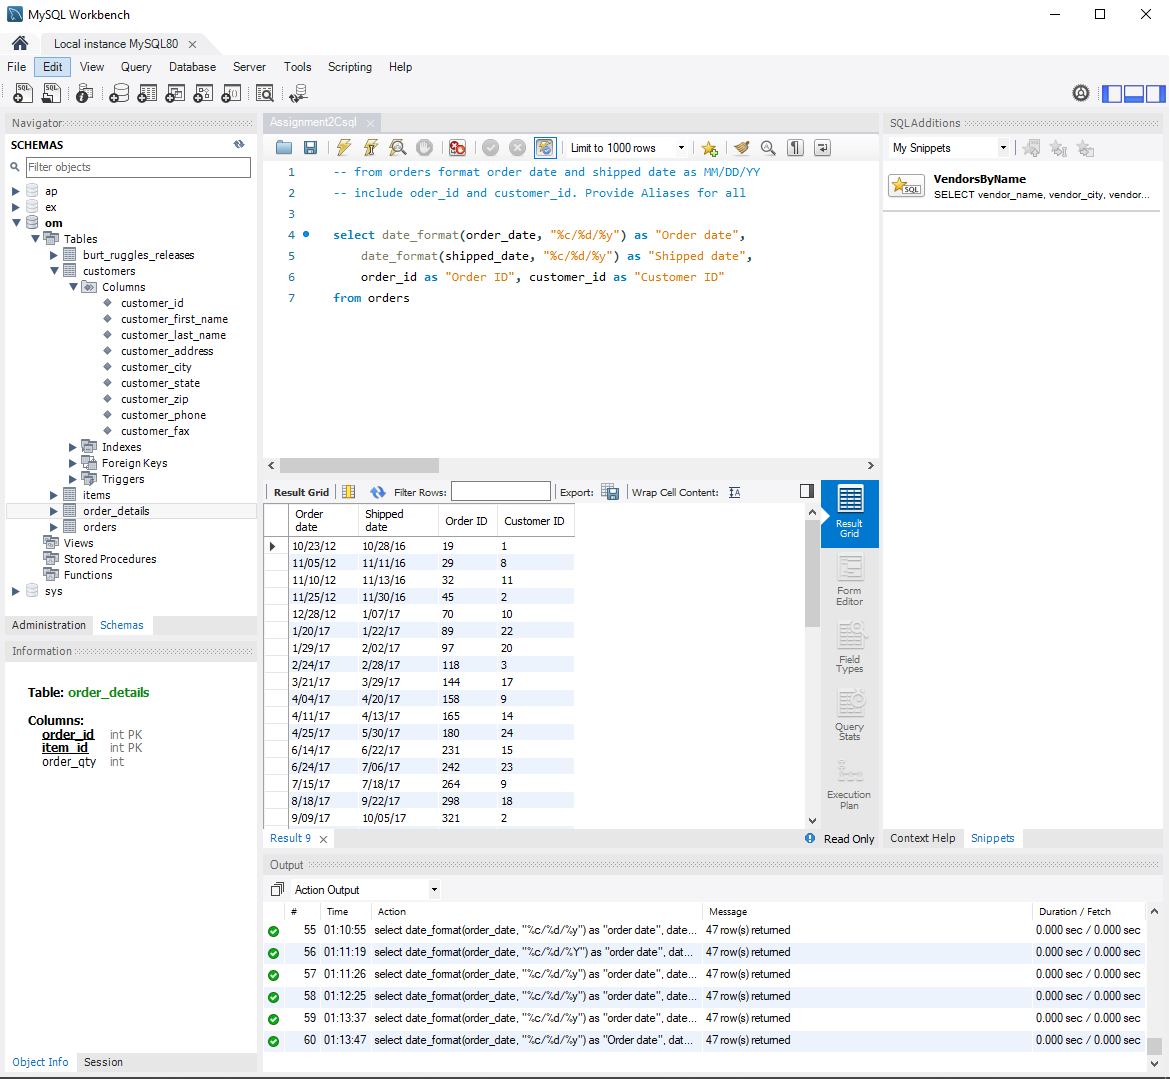 MySQL Workbench
Local instance MySQL80
File Edit View Query Database Server Tools Scripting Help
Navigator
SCHEMAS
Filter objects
ap
ex
om
Tables
burt_ruggles_releases
customers
Columns
customer_id
customer_first_name
customer_last_name
customer_address
customer_city
customer_state
customer_zip
customer_phone
customer_fax
Indexes
Foreign Keys
Triggers
items
order_details
orders
Views
Stored Procedures
Functions
sys
Administration Schemas
Information
Table: order_details
Columns:
order_id int PK
item_id int PK
order_qty int
Object Info Session
Assignment2Csql
Limit to 1000 rows
1 -- from orders format order date and shipped date as MM/DD/YY
2 -- include oder_id and customer_id. Provide Aliases for all
3
4 select date_format(order_date, "%c/%d/%y") as "Order date",
5 date_format(shipped_date, "%c/%d/%y") as "Shipped date",
6 order_id as "Order ID", customer_id as "Customer ID"
7 from orders
Result Grid Filter Rows: Export: Wrap Cell Content:
Order date Shipped date Order ID Customer ID
10/23/12 10/28/16 19 1
11/05/12 11/11/16 29 8
11/10/12 11/13/16 32 11
11/25/12 11/30/16 45 2
12/28/12 1/07/17 70 10
1/20/17 1/22/17 89 22
1/29/17 2/02/17 97 20
2/24/17 2/28/17 118 3
3/21/17 3/29/17 144 17
4/04/17 4/20/17 158 9
4/11/17 4/13/17 165 14
4/25/17 5/30/17 180 24
6/14/17 6/22/17 231 15
6/24/17 7/06/17 242 23
7/15/17 7/18/17 264 9
8/18/17 9/22/17 298 18
9/09/17 10/05/17 321 2
Result Grid
Form Editor
Field Types
Query Stats
Execution Plan
Result 9
Read Only
SQLAdditions
My Snippets
SQL
VendorsByName
SELECT vendor_name, vendor_city, vendor...
Context Help Snippets
Output
Action Output
# Time Action Message Duration / Fetch
55 01:10:55 select date_format(order_date, "%c/%d/%y") as "order date", date... 47 row(s) returned 0.000 sec / 0.000 sec
56 01:11:19 select date_format(order_date, "%c/%d/%Y") as "order date", dat... 47 row(s) returned 0.000 sec / 0.000 sec
57 01:11:26 select date_format(order_date, "%c/%d/%y") as "order date", date... 47 row(s) returned 0.000 sec / 0.000 sec
58 01:12:25 select date_format(order_date, "%c/%d/%y") as "order date", date... 47 row(s) returned 0.000 sec / 0.000 sec
59 01:13:37 select date_format(order_date, "%c/%d/%y") as "order date", date... 47 row(s) returned 0.000 sec / 0.000 sec
60 01:13:47 select date_format(order_date, "%c/%d/%y") as "Order date", dat... 47 row(s) returned 0.000 sec / 0.000 sec